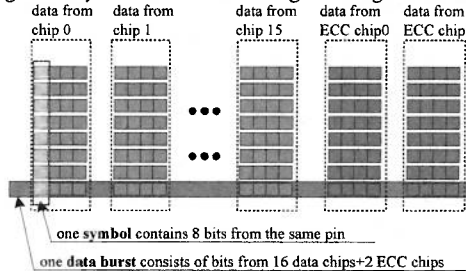 data from data from data from data from data from
chip 0 chip 1 chip 15 ECC chip0 ECC chip
one symbol contains 8 bits from the same pin
one data burst consists of bits from 16 data chips+2 ECC chips